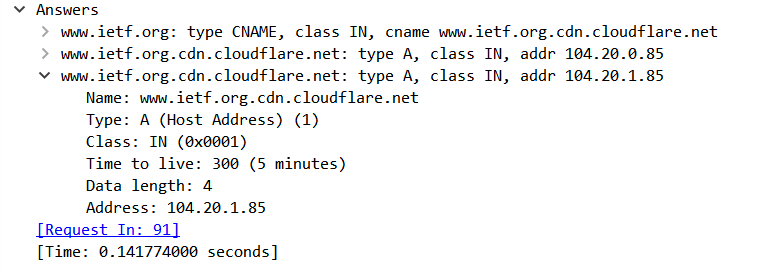 Answers
www.ietf.org: type CNAME, class IN, cname www.ietf.org.cdn.cloudflare.net
www.ietf.org.cdn.cloudflare.net: type A, class IN, addr 104.20.0.85
www.ietf.org.cdn.cloudflare.net: type A, class IN, addr 104.20.1.85
Name: www.ietf.org.cdn.cloudflare.net
Type: A (Host Address) (1)
Class: IN (0x0001)
Time to live: 300 (5 minutes)
Data length: 4
Address: 104.20.1.85
[Request In: 91]
[Time: 0.141774000 seconds]